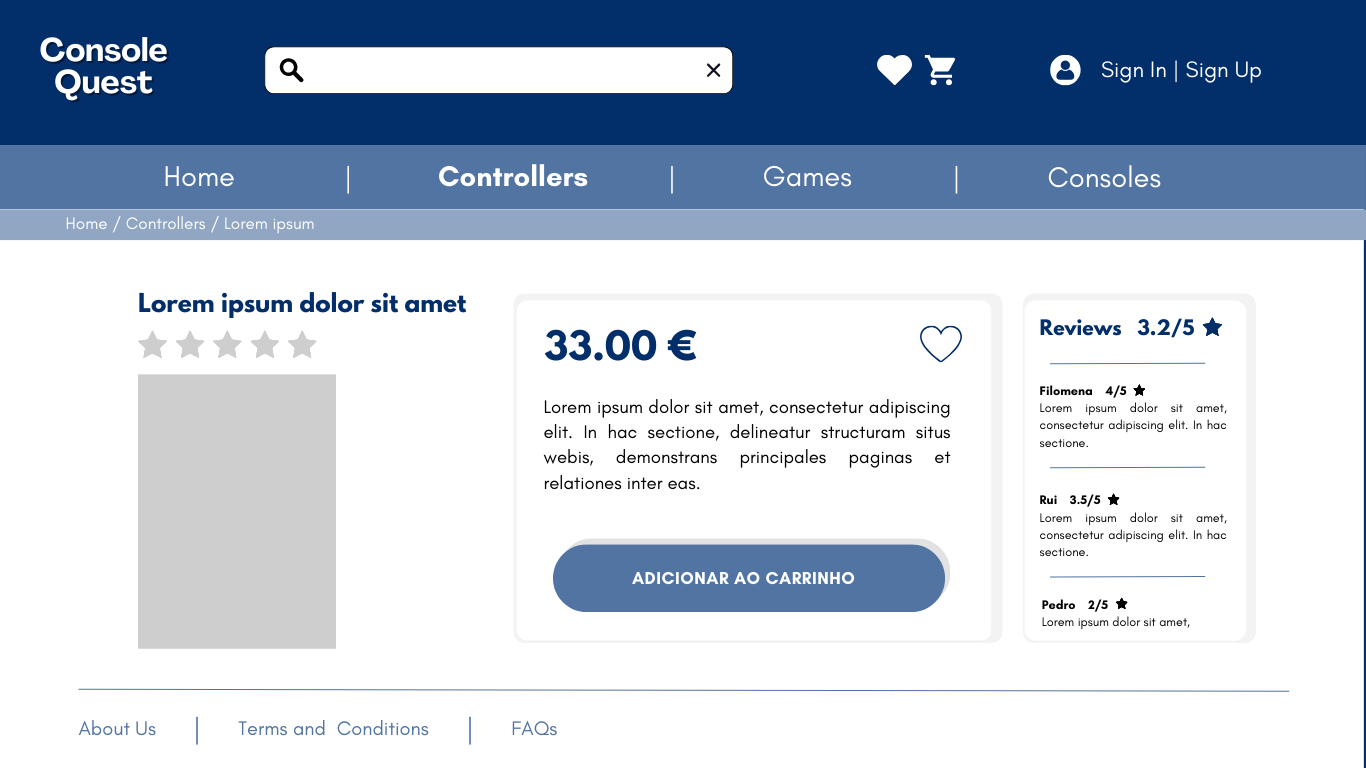 Console
Quest
Sign In | Sign Up
Home | Controllers | Games | Consoles
Home / Controllers / Lorem ipsum
Lorem ipsum dolor sit amet
33.00 €
Lorem ipsum dolor sit amet, consectetur adipiscing
elit. In hac sectione, delineatur structuram situs
webis, demonstrans principales paginas et
relationes inter eas.
ADICIONAR AO CARRINHO
Reviews 3.2/5
Filomena 4/5
Lorem ipsum dolor sit amet,
consectetur adipiscing elit. In hac
sectione.
Rui 3.5/5
Lorem ipsum dolor sit amet,
consectetur adipiscing elit. In hac
sectione.
Pedro 2/5
Lorem ipsum dolor sit amet,
About Us | Terms and Conditions | FAQs